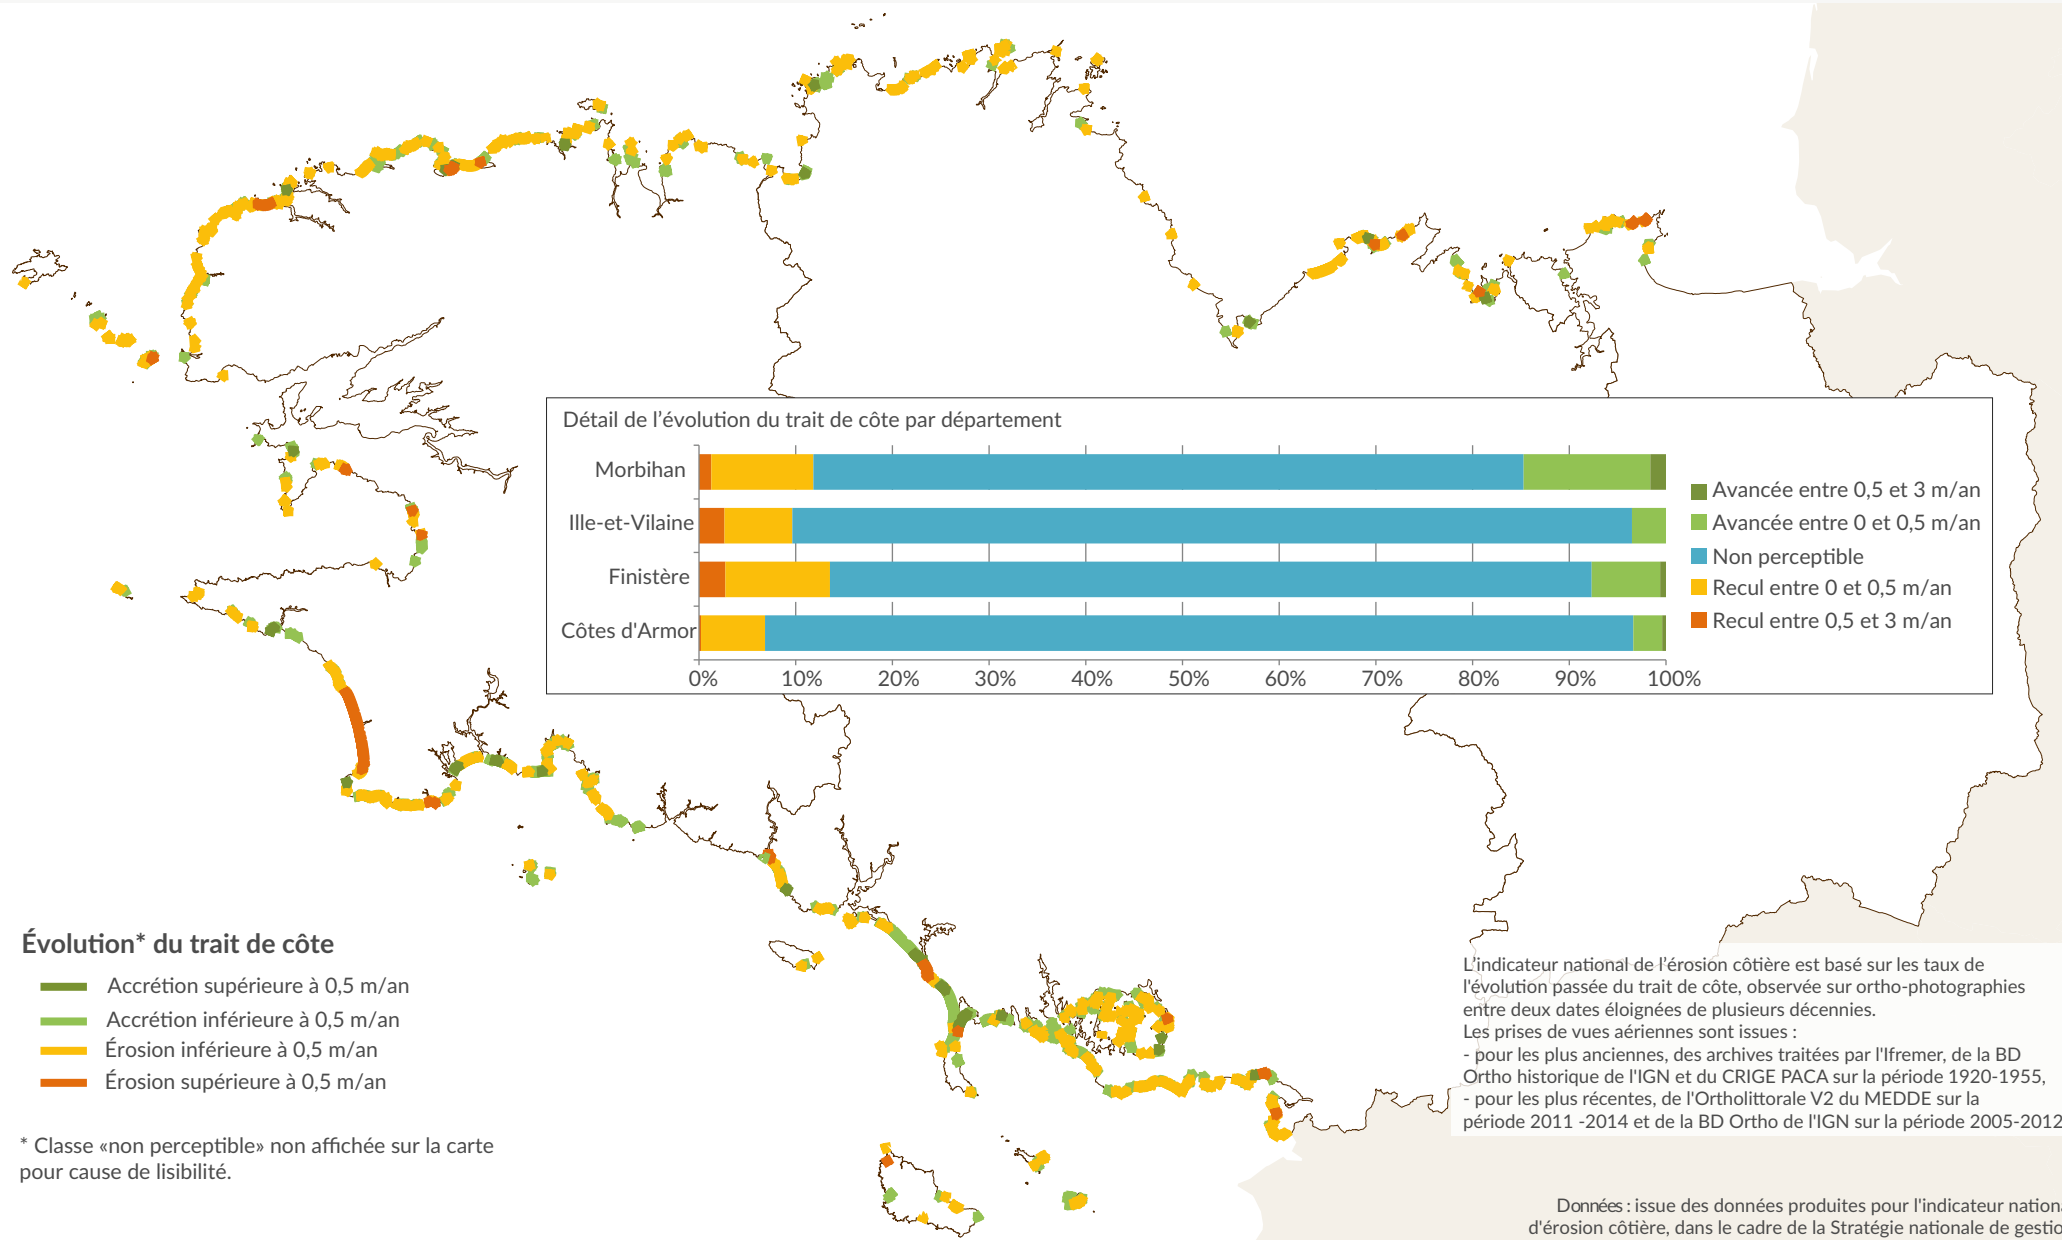 Détail de l’évolution du trait de côte par département
Morbihan
Ille-et-Vilaine
Finistère
Côtes d'Armor
0% 10% 20% 30% 40% 50% 60% 70% 80% 90% 100%
Avancée entre 0,5 et 3 m/an
Avancée entre 0 et 0,5 m/an
Non perceptible
Recul entre 0 et 0,5 m/an
Recul entre 0,5 et 3 m/an
Évolution* du trait de côte
Accrétion supérieure à 0,5 m/an
Accrétion inférieure à 0,5 m/an
Érosion inférieure à 0,5 m/an
Érosion supérieure à 0,5 m/an
* Classe «non perceptible» non affichée sur la carte
pour cause de lisibilité.
L'indicateur national de l’érosion côtière est basé sur les taux de
l'évolution passée du trait de côte, observée sur ortho-photographies
entre deux dates éloignées de plusieurs décennies.
Les prises de vues aériennes sont issues :
- pour les plus anciennes, des archives traitées par l'Ifremer, de la BD
Ortho historique de l'IGN et du CRIGE PACA sur la période 1920-1955,
- pour les plus récentes, de l'Ortholittorale V2 du MEDDE sur la
période 2011 -2014 et de la BD Ortho de l'IGN sur la période 2005-2012
Données : issue des données produites pour l'indicateur nationa
d'érosion côtière, dans le cadre de la Stratégie nationale de gestio